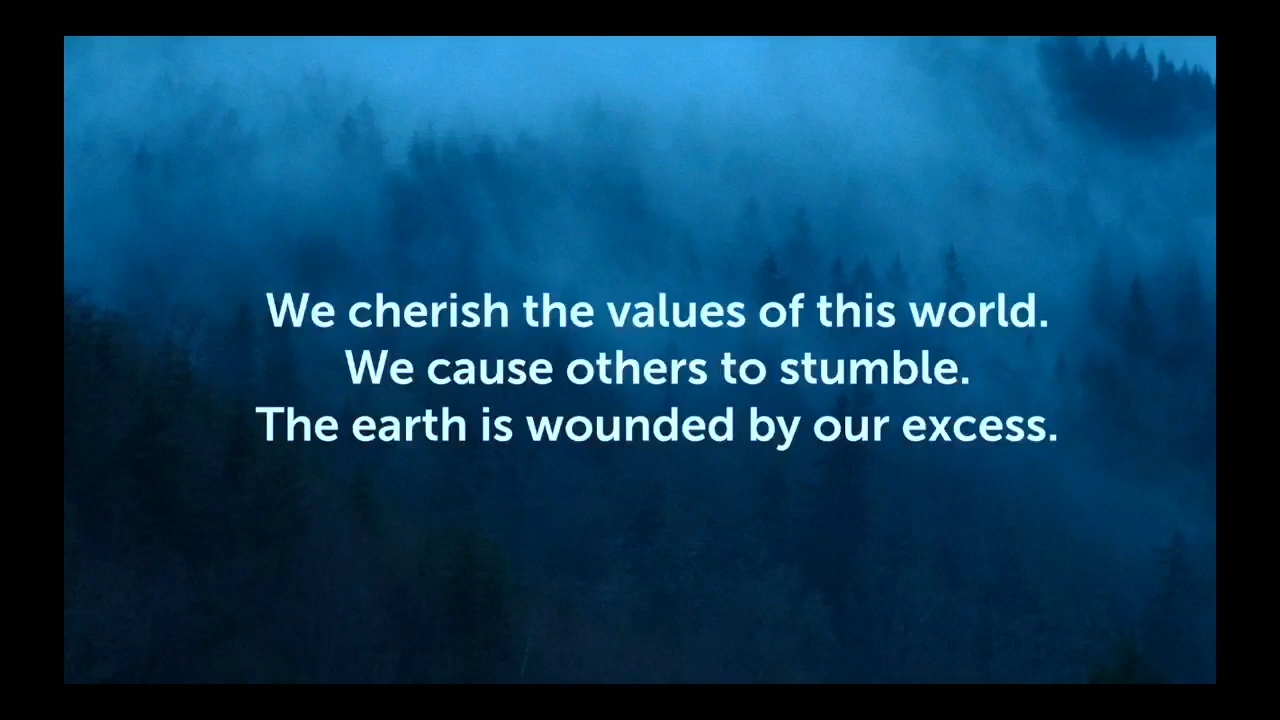 We cherish the values of this world.
We cause others to stumble.
The earth is wounded by our excess.